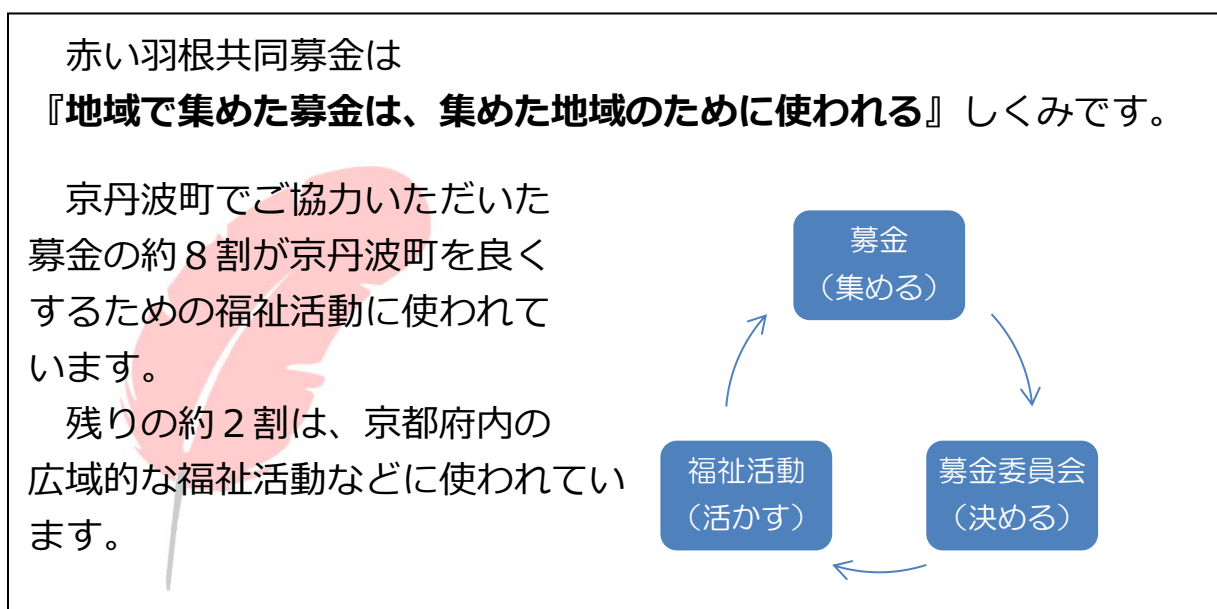 赤い羽根共同募金は
『地域で集めた募金は、集めた地域のために使われる』しくみです。
京丹波町でご協力いただいた
募金の約８割が京丹波町を良く
するための福祉活動に使われて
います。
残りの約２割は、京都府内の
広域的な福祉活動などに使われてい
ます。
募金
（集める）
募金委員会
（決める）
福祉活動
（活かす）